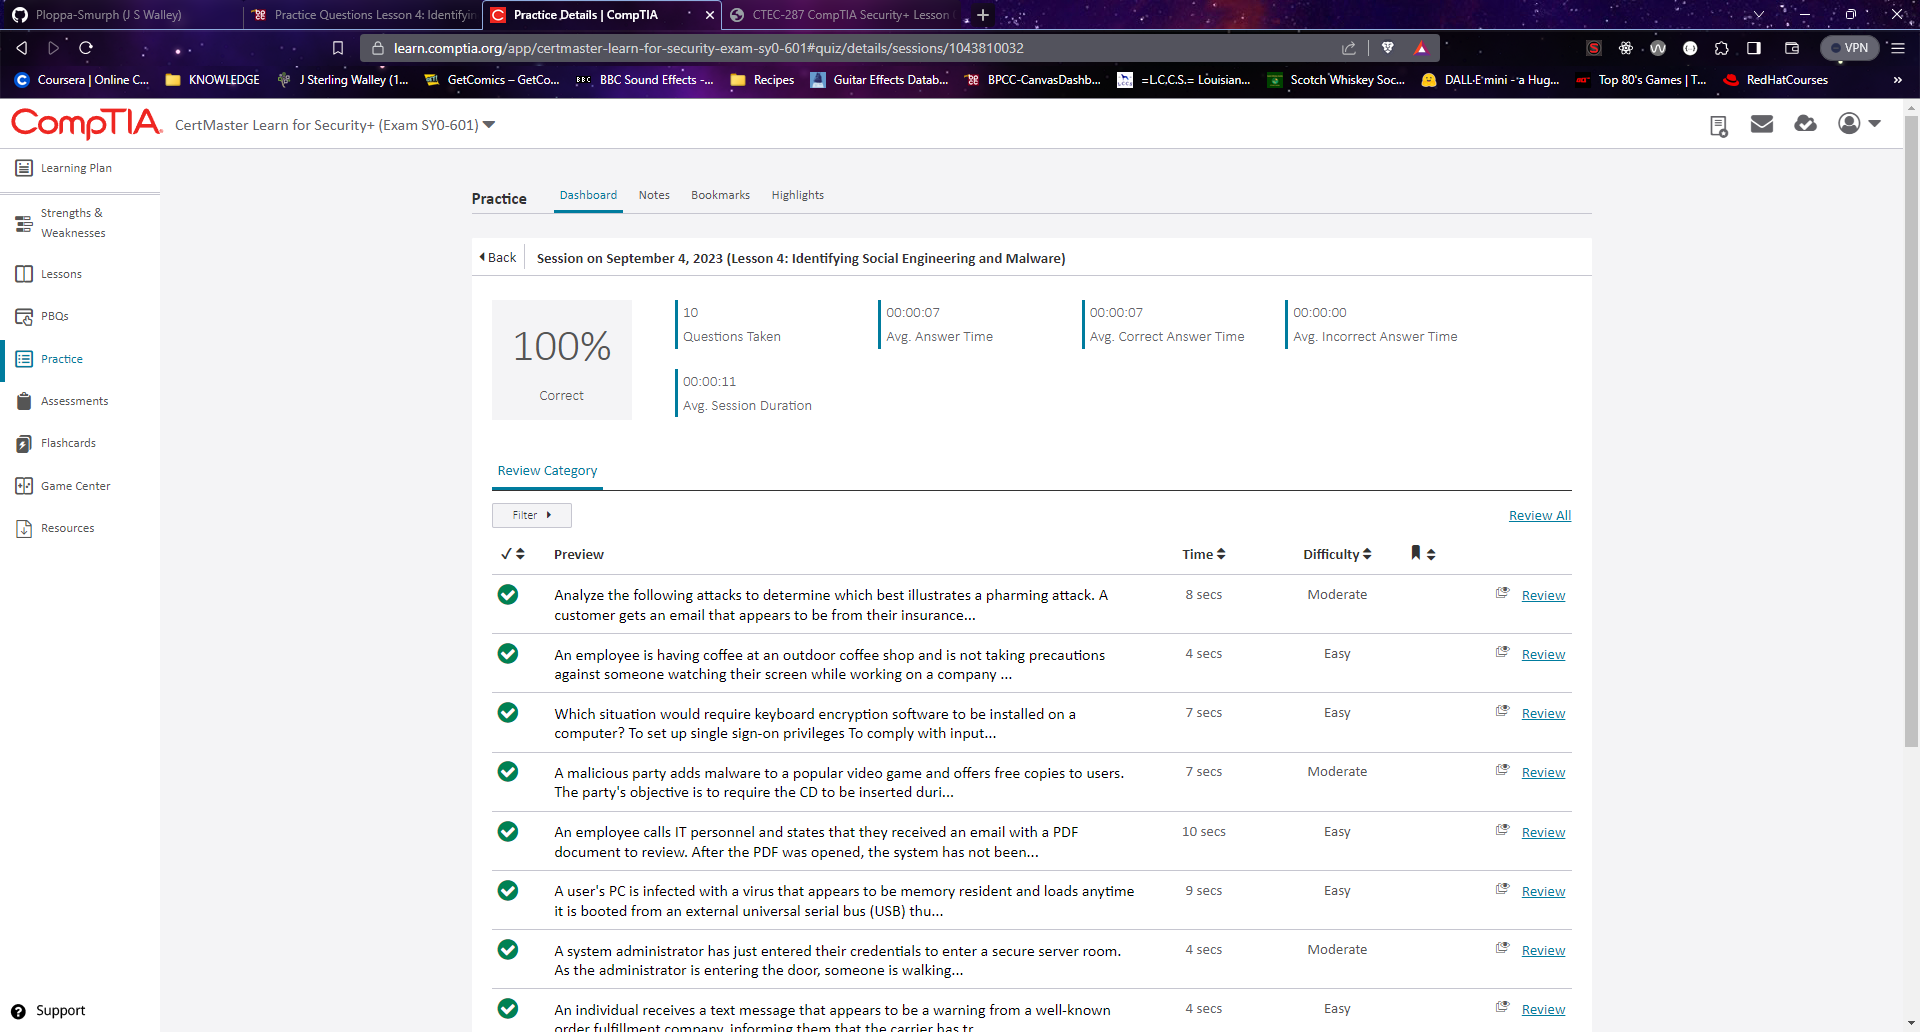 Ploppa-Smurph (J S Walley)
Practice Questions Lesson 4: Identifyin
Practice Details | CompTIA
CTEC-287 CompTIA Security+ Lesson
learn.comptia.org/app/certmaster-learn-for-security-exam-sy0-601#quiz/details/sessions/1043810032
VPN
Coursera | Online C...
KNOWLEDGE
J Sterling Walley (1...
GetComics – GetCo...
BBC Sound Effects -...
Recipes
Guitar Effects Datab...
BPCC-CanvasDashb...
=L.C.C.S.= Louisian...
Scotch Whiskey Soc...
DALL·E mini - a Hug...
Top 80's Games | T...
RedHatCourses
»
CompTIA.
CertMaster Learn for Security+ (Exam SY0-601)
Learning Plan
Strengths &
Weaknesses
Lessons
PBQs
Practice
Assessments
Flashcards
Game Center
Resources
Support
Practice
Dashboard
Notes
Bookmarks
Highlights
Back
Session on September 4, 2023 (Lesson 4: Identifying Social Engineering and Malware)
100%
Correct
10
Questions Taken
00:00:07
Avg. Answer Time
00:00:07
Avg. Correct Answer Time
00:00:00
Avg. Incorrect Answer Time
00:00:11
Avg. Session Duration
Review Category
Filter
Review All
Preview
Time
Difficulty
Analyze the following attacks to determine which best illustrates a pharming attack. A
customer gets an email that appears to be from their insurance...
8 secs
Moderate
Review
An employee is having coffee at an outdoor coffee shop and is not taking precautions
against someone watching their screen while working on a company ...
4 secs
Easy
Review
Which situation would require keyboard encryption software to be installed on a
computer? To set up single sign-on privileges To comply with input...
7 secs
Easy
Review
A malicious party adds malware to a popular video game and offers free copies to users.
The party's objective is to require the CD to be inserted duri...
7 secs
Moderate
Review
An employee calls IT personnel and states that they received an email with a PDF
document to review. After the PDF was opened, the system has not been...
10 secs
Easy
Review
A user's PC is infected with a virus that appears to be memory resident and loads anytime
it is booted from an external universal serial bus (USB) thu...
9 secs
Easy
Review
A system administrator has just entered their credentials to enter a secure server room.
As the administrator is entering the door, someone is walking...
4 secs
Moderate
Review
An individual receives a text message that appears to be a warning from a well-known
order fulfillment company, informing them that the carrier has tr
4 secs
Easy
Review